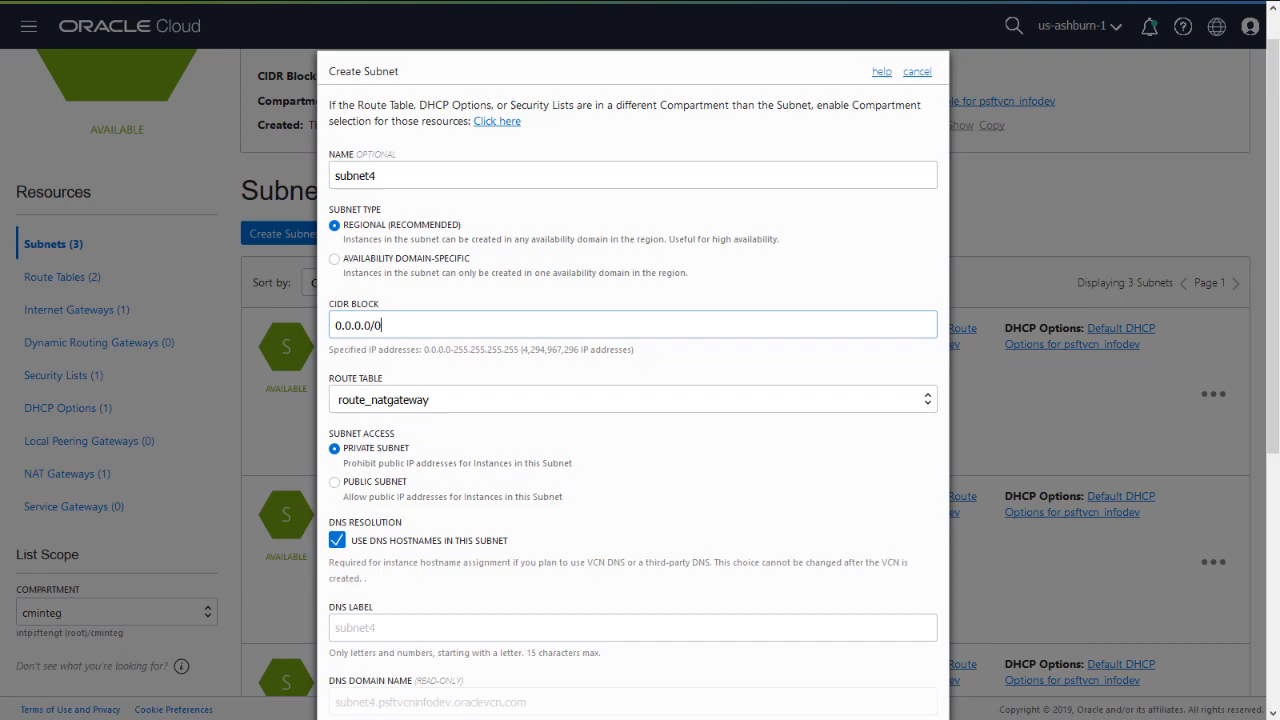 ORACLE Cloud
us-ashburn-1
CIDR Block
Compartm
le for psftvcn_infodev
Created: T
Show Copy
AVAILABLE
Resources
Subnets (3)
Route Tables (2)
Internet Gateways (1)
Dynamic Routing Gateways (0)
Security Lists (1)
DHCP Options (1)
Local Peering Gateways (0)
NAT Gateways (1)
Service Gateways (0)
List Scope
COMPARTMENT
cminteg
intpsftengt (root)/cminteg
Don't see what you're looking for?
Subne
Create Subne
Sort by:
Displaying 3 Subnets
Page 1
S
AVAILABLE
Route
ev
DHCP Options: Default DHCP
Options for psftvcn_infodev
S
AVAILABLE
Route
ev
DHCP Options: Default DHCP
Options for psftvcn_infodev
S
Route
ev
DHCP Options: Default DHCP
Options for psftvcn_infodev
Create Subnet
help
cancel
If the Route Table, DHCP Options, or Security Lists are in a different Compartment than the Subnet, enable Compartment
selection for those resources: Click here
NAME OPTIONAL
subnet4
SUBNET TYPE
REGIONAL (RECOMMENDED)
Instances in the subnet can be created in any availability domain in the region. Useful for high availability.
AVAILABILITY DOMAIN-SPECIFIC
Instances in the subnet can only be created in one availability domain in the region.
CIDR BLOCK
0.0.0.0/0
Specified IP addresses: 0.0.0.0-255.255.255.255 (4,294,967,296 IP addresses)
ROUTE TABLE
route_natgateway
SUBNET ACCESS
PRIVATE SUBNET
Prohibit public IP addresses for Instances in this Subnet
PUBLIC SUBNET
Allow public IP addresses for Instances in this Subnet
DNS RESOLUTION
USE DNS HOSTNAMES IN THIS SUBNET
Required for instance hostname assignment if you plan to use VCN DNS or a third-party DNS. This choice cannot be changed after the VCN is
created. .
DNS LABEL
subnet4
Only letters and numbers, starting with a letter. 15 characters max.
DNS DOMAIN NAME (READ-ONLY)
subnet4.psftvcninfodev.oraclevcn.com
Terms of Use and Privacy
Cookie Preferences
Copyright © 2019, Oracle and/or its affiliates. All rights reserved.